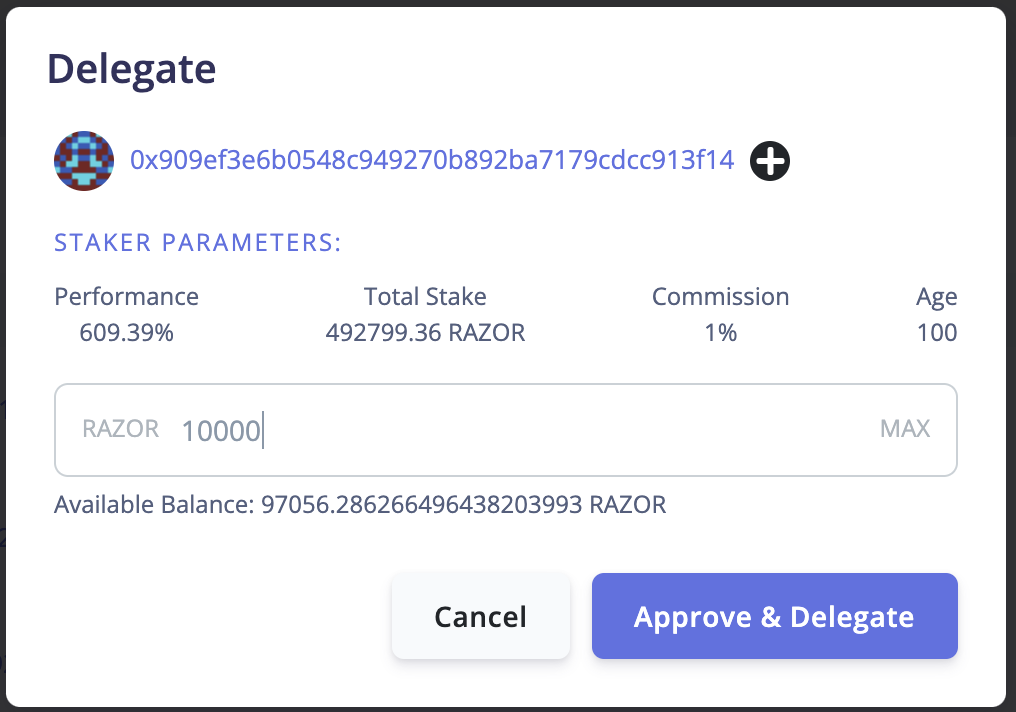 Delegate
0x909ef3e6b0548c949270b892ba7179cdcc913f14
STAKER PARAMETERS:
Performance Total Stake Commission Age
609.39% 492799.36 RAZOR 1% 100
RAZOR 10000 MAX
Available Balance: 97056.286266496438203993 RAZOR
Cancel Approve & Delegate